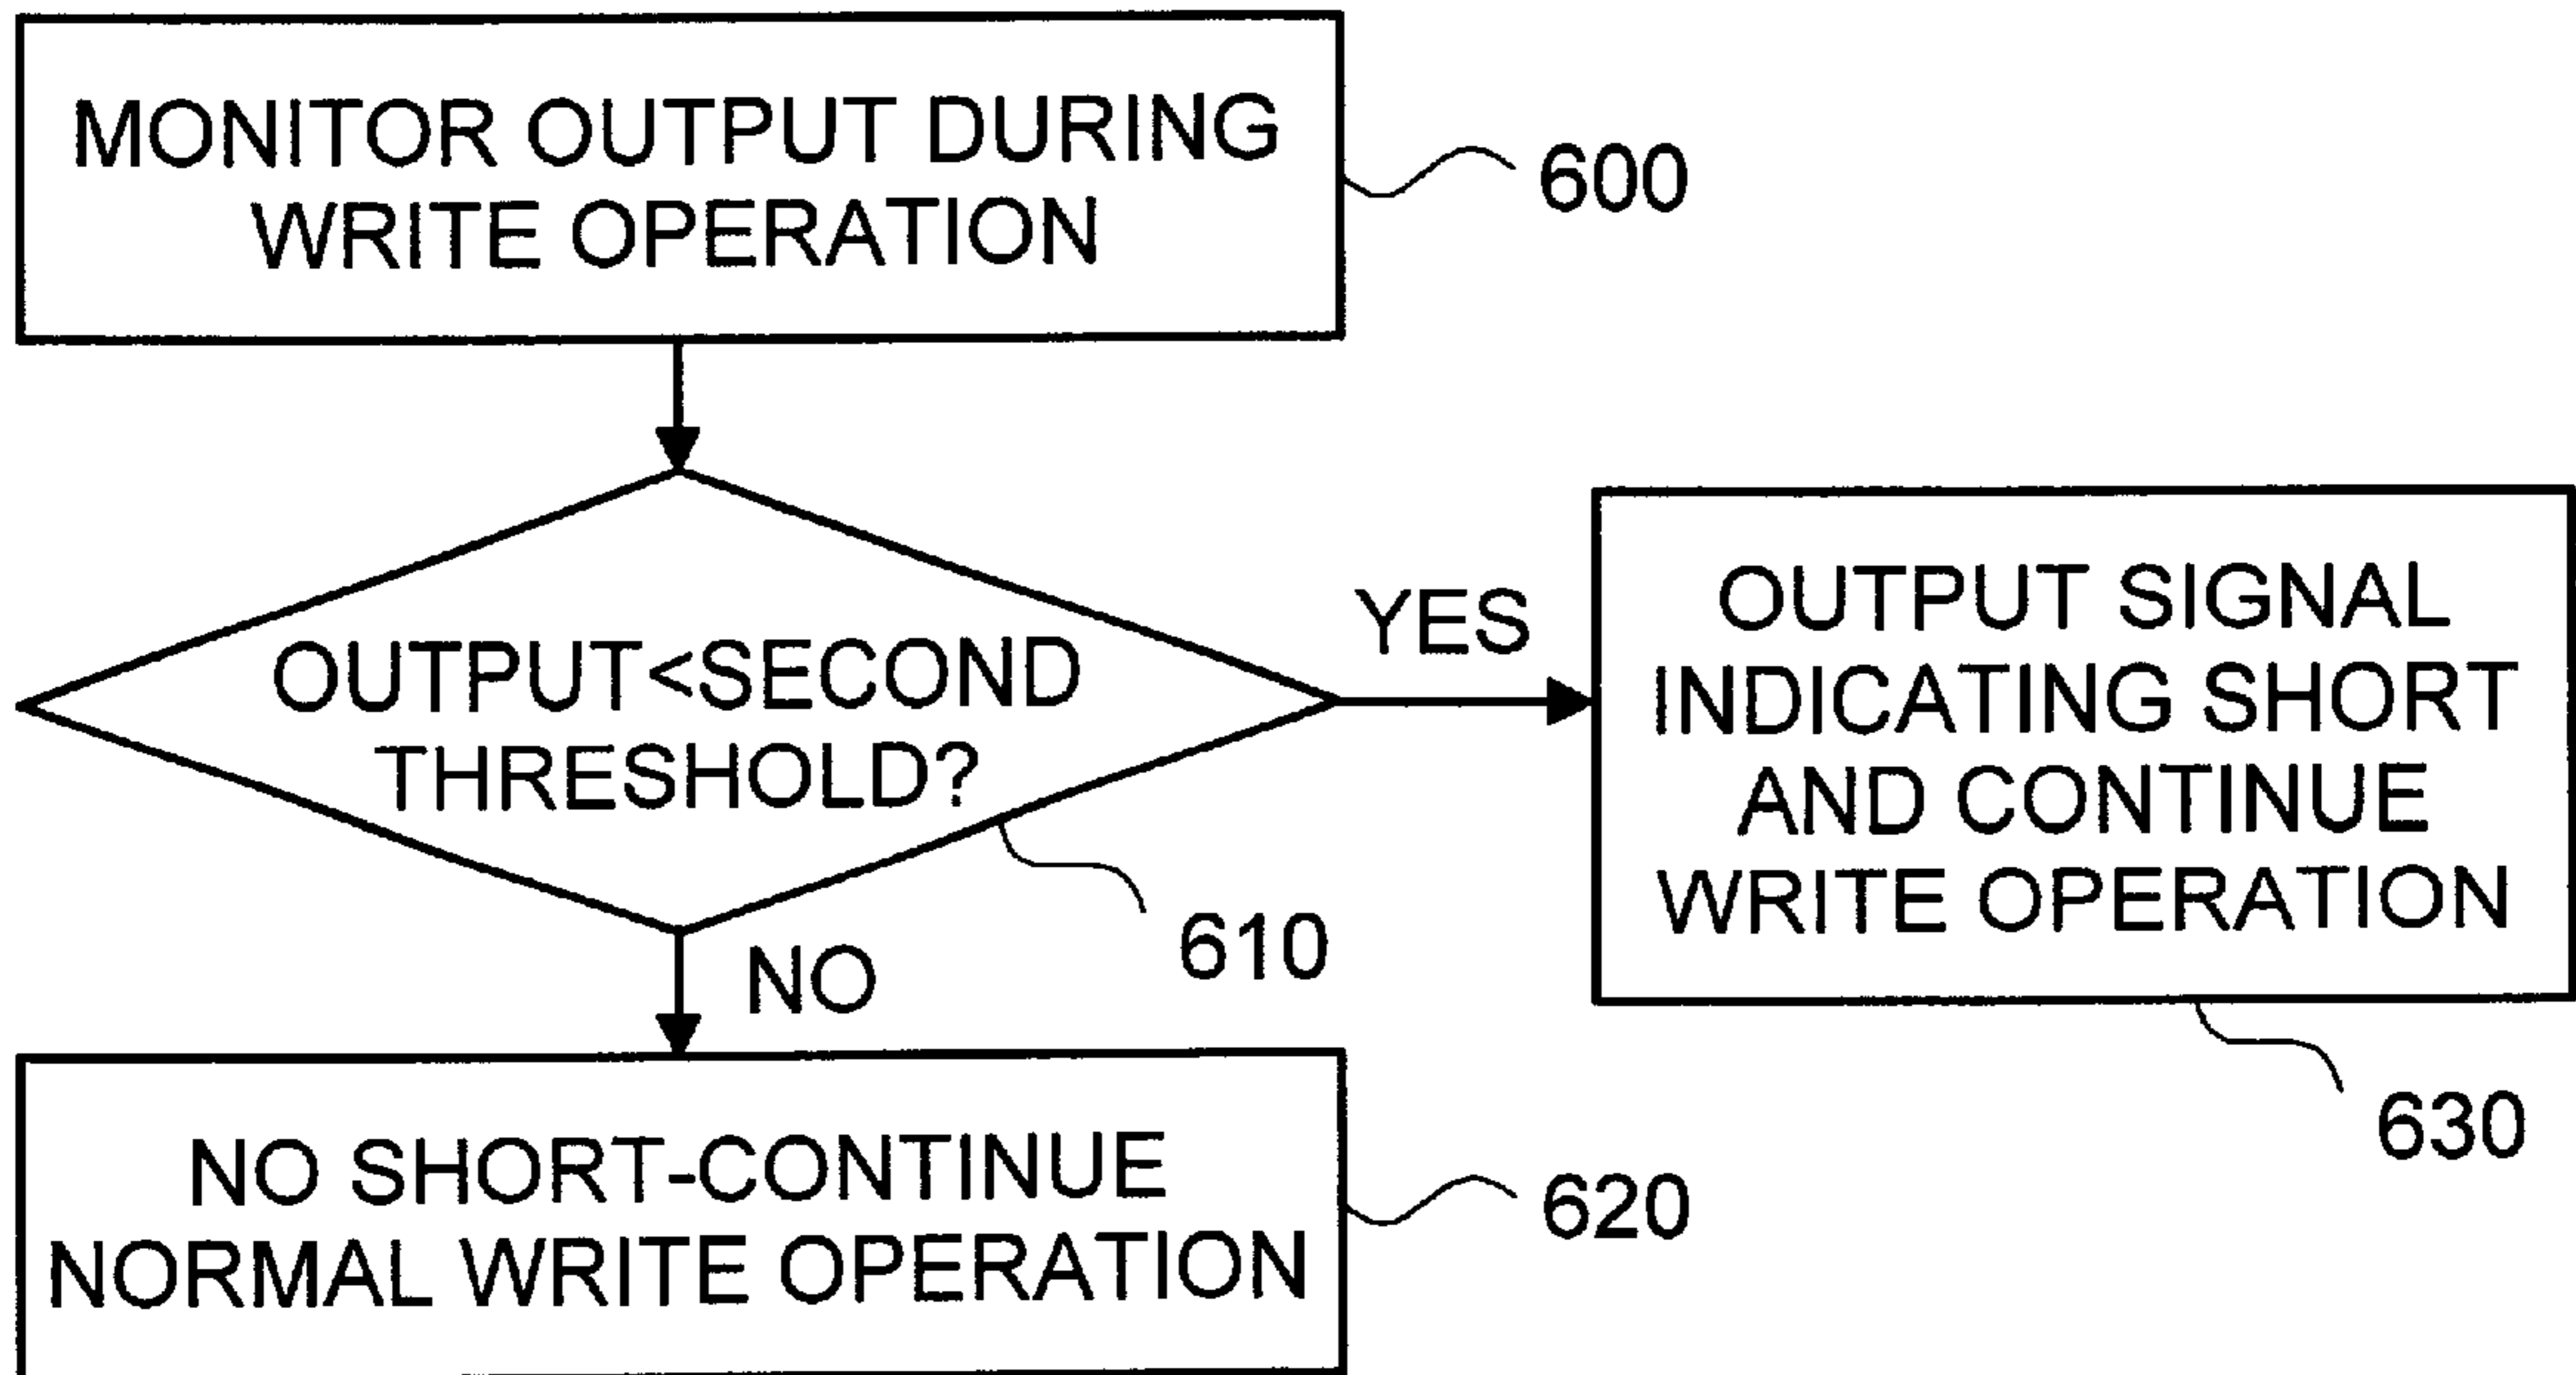 MONITOR OUTPUT DURING
WRITE OPERATION
600
OUTPUT<SECOND
THRESHOLD?
YES
OUTPUT SIGNAL
INDICATING SHORT
AND CONTINUE
WRITE OPERATION
610
NO
630
NO SHORT-CONTINUE
NORMAL WRITE OPERATION
620